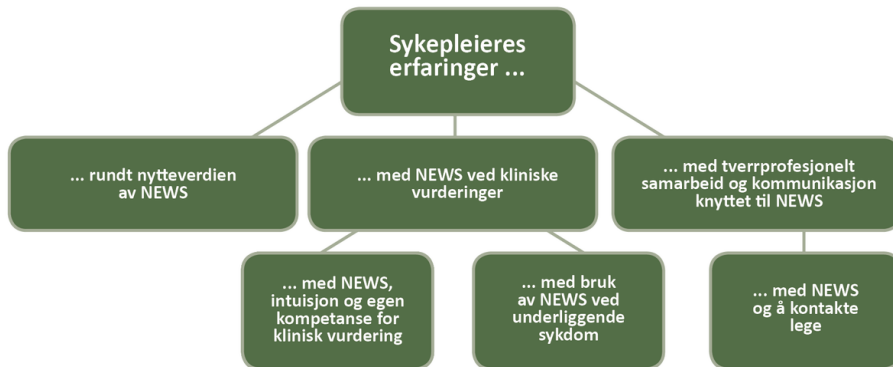 Sykepleieres
erfaringer ...
... rundt nytteverdien
av NEWS
... med NEWS ved kliniske
vurderinger
... med tverrprofesjonelt
samarbeid og kommunikasjon
knyttet til NEWS
... med NEWS,
intuisjon og egen
kompetanse for
klinisk vurdering
... med bruk
av NEWS ved
underliggende
sykdom
... med NEWS
og å kontakte
lege